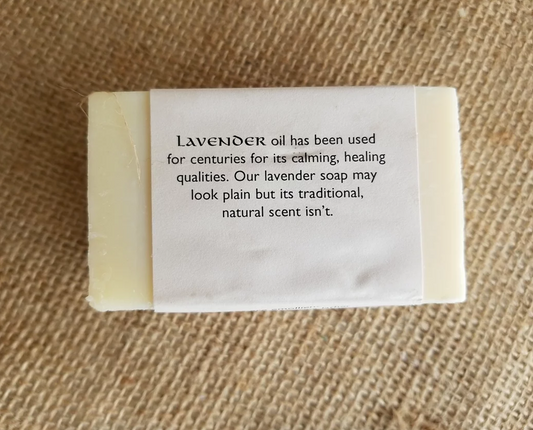 LAVENDER oil has been used
for centuries for its calming, healing
qualities. Our lavender soap may
look plain but its traditional,
natural scent isn't.